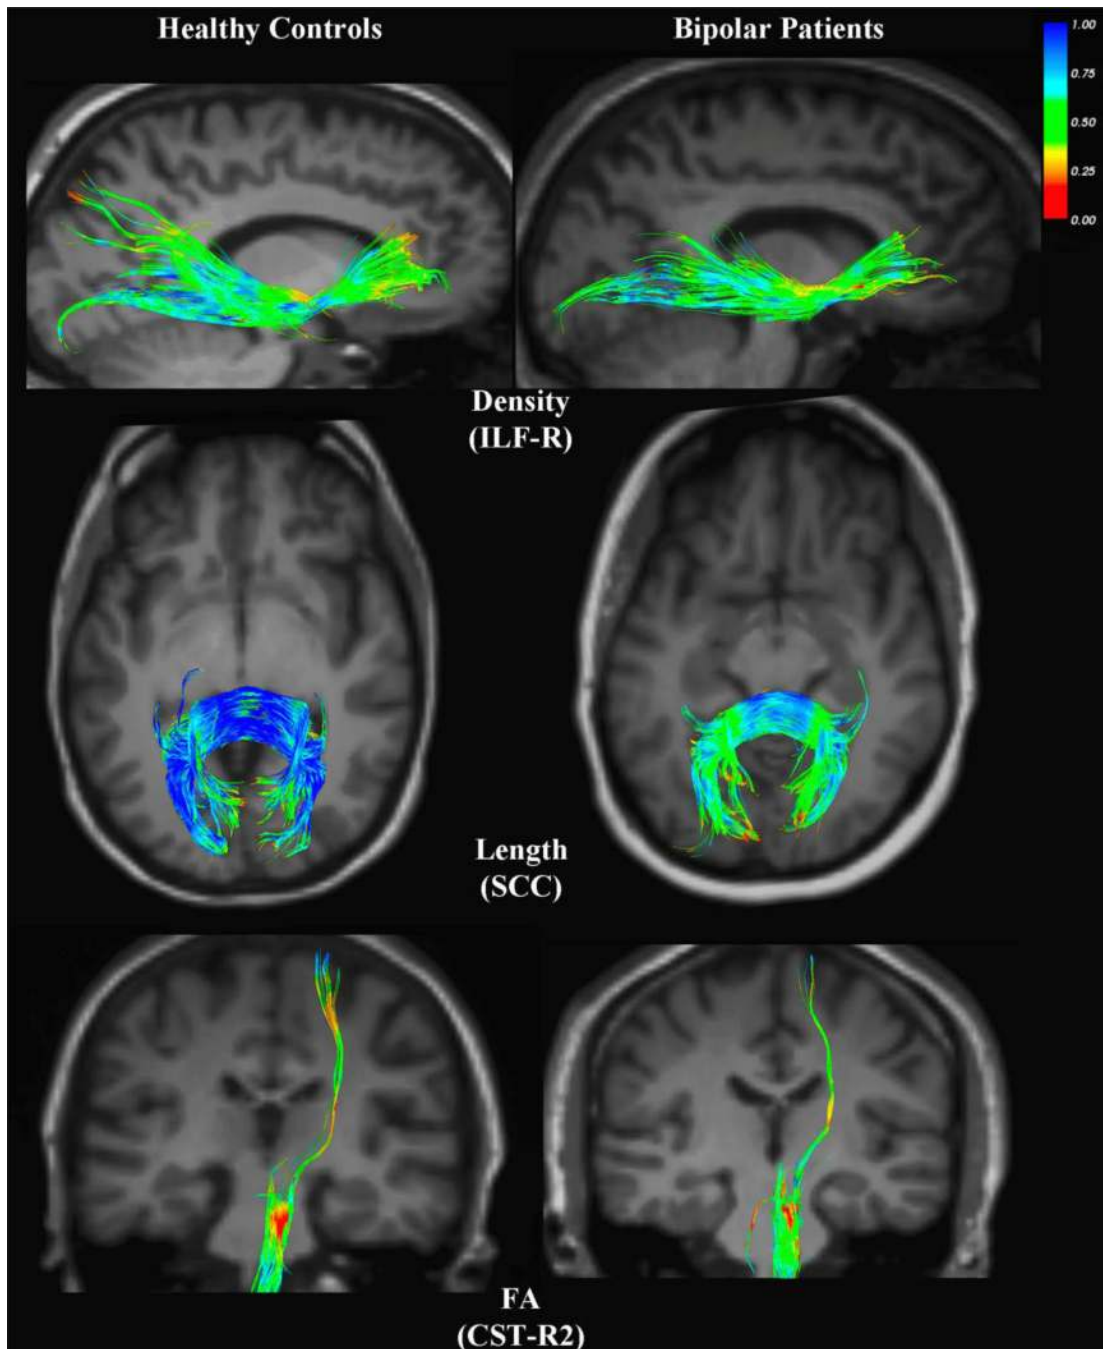 Healthy Controls
Bipolar Patients
1.00
0.75
0.50
0.25
0.00
Density
(ILF-R)
Length
(SCC)
FA
(CST-R2)